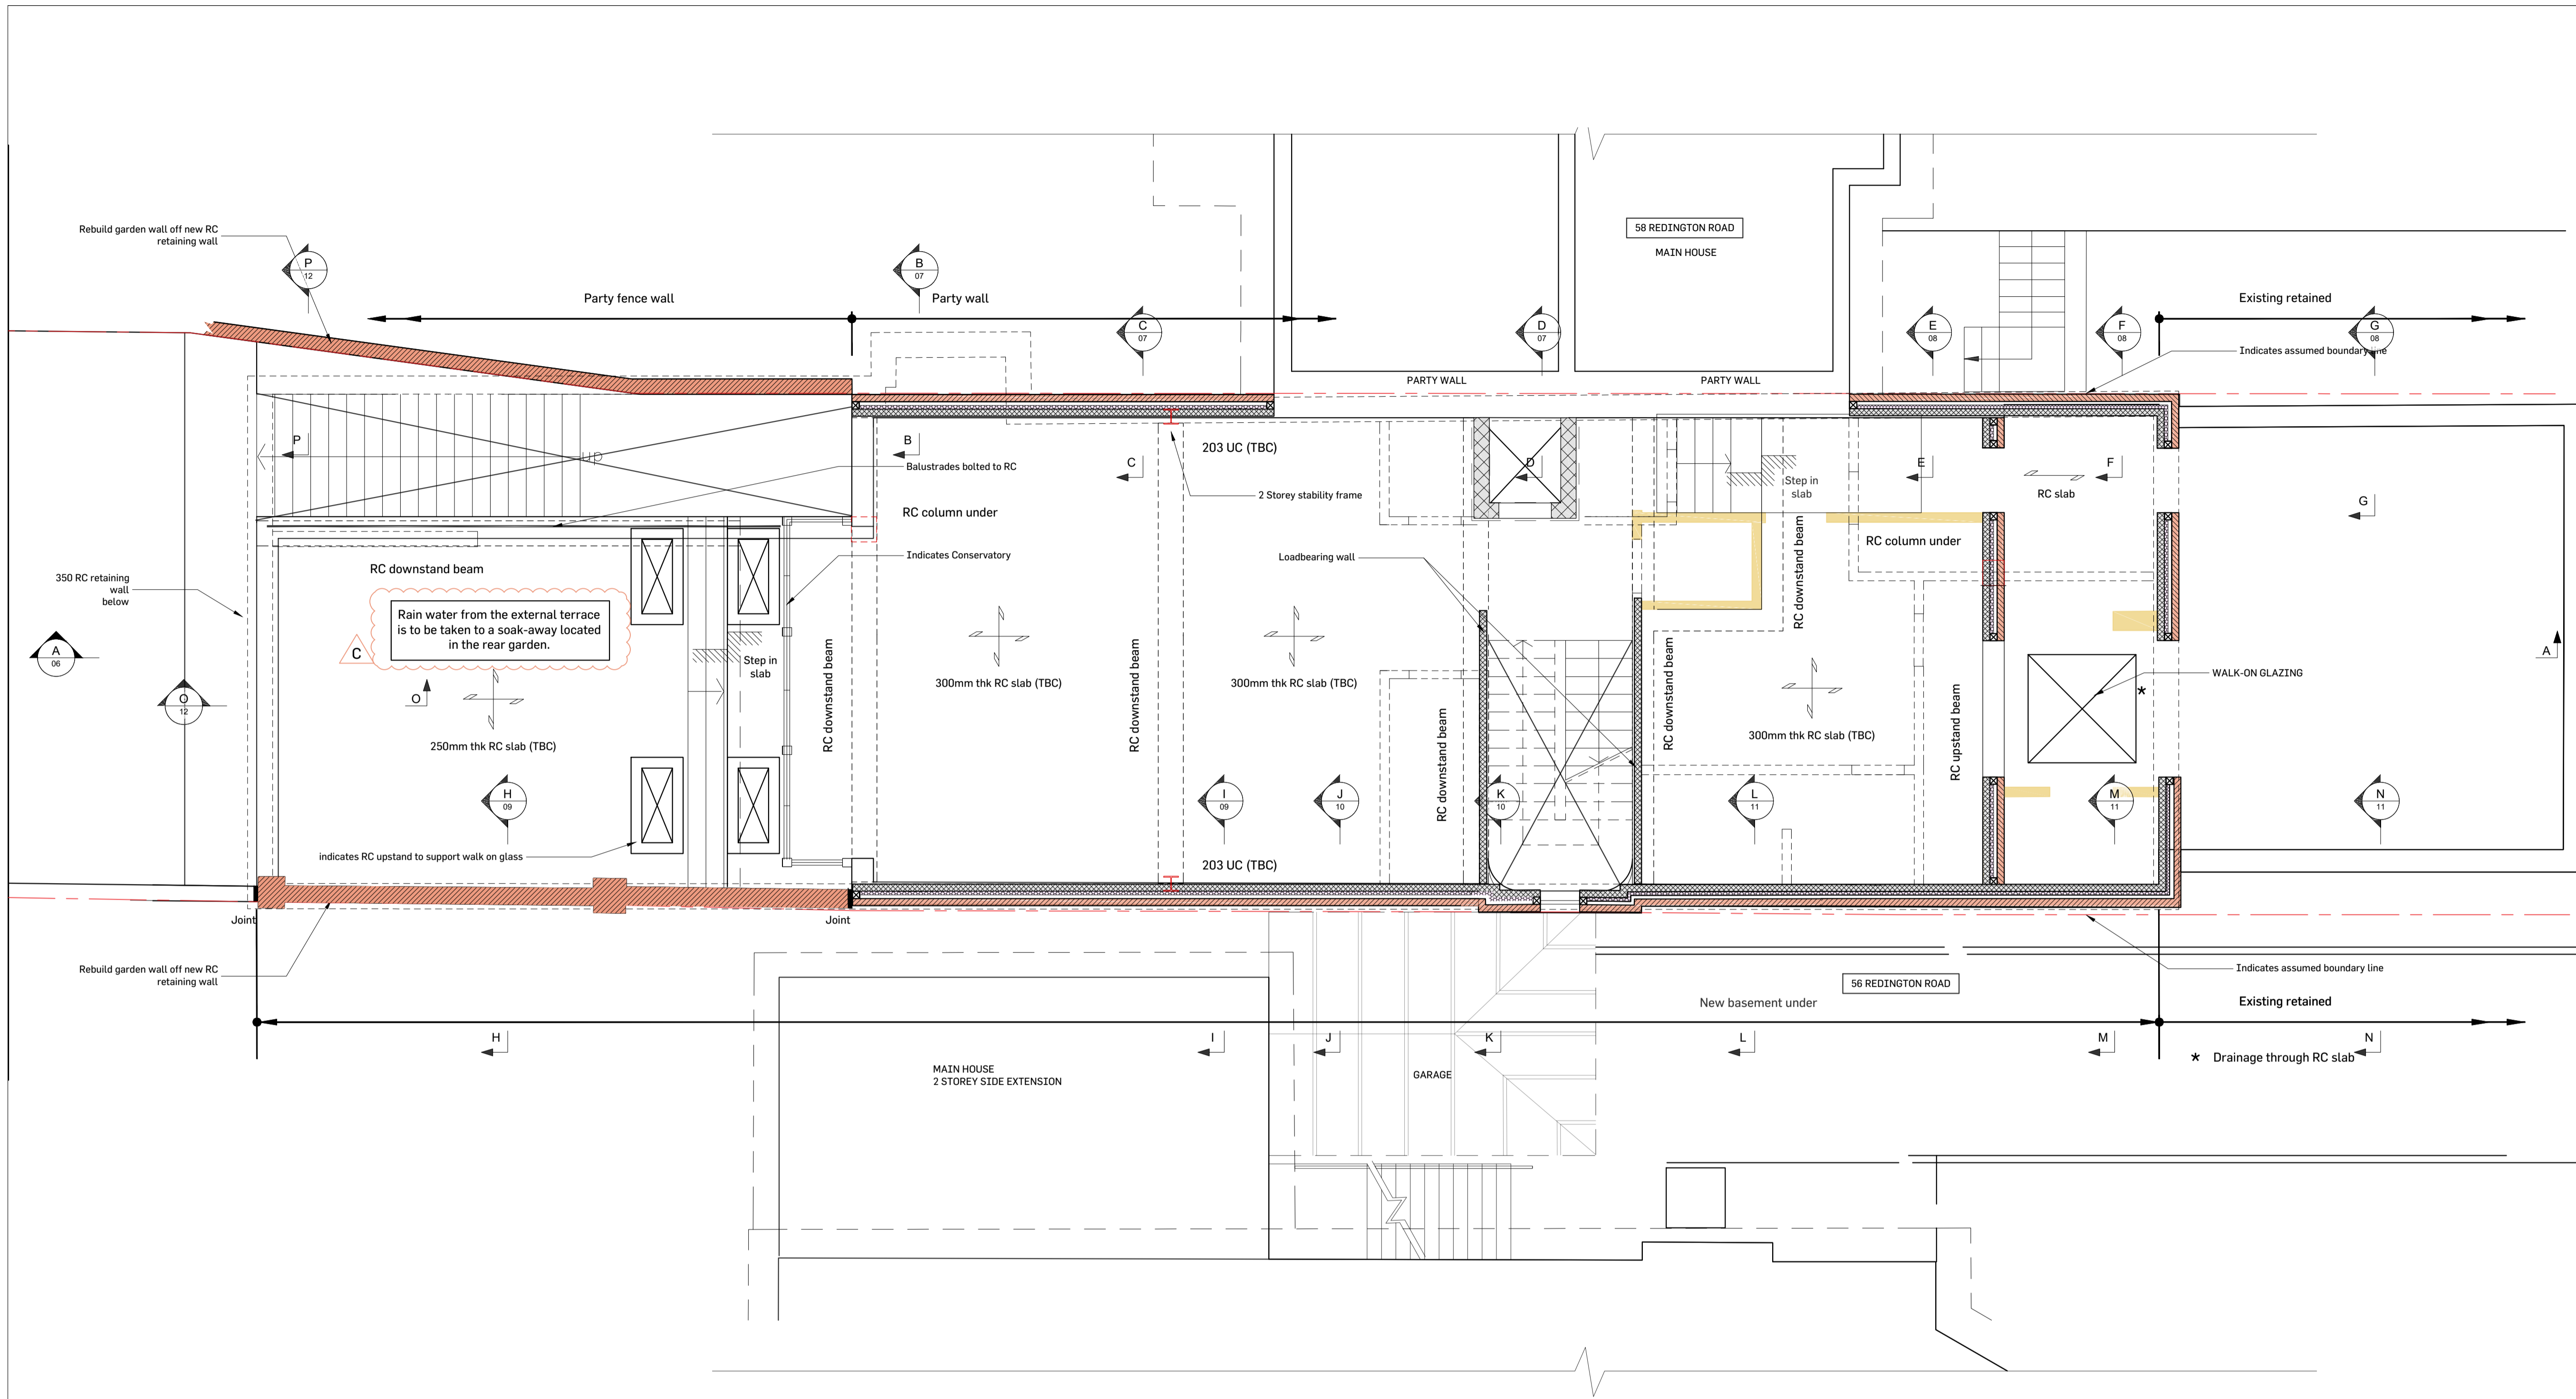 58 REDINGTON ROAD
MAIN HOUSE
Rebuild garden wall off new RC
retaining wall
P
12
B
07
Party fence wall
Party wall
C
07
D
07
E
08
F
08
G
08
Existing retained
Indicates assumed boundary line
PARTY WALL
PARTY WALL
P
up
B
Balustrades bolted to RC
C
203 UC (TBC)
2 Storey stability frame
D
Step in
slab
E
F
RC slab
G
RC column under
Indicates Conservatory
Loadbearing wall
RC column under
RC downstand beam
350 RC retaining
wall
below
Rain water from the external terrace
is to be taken to a soak-away located
in the rear garden.
C
A
06
O
12
O
Step in
slab
RC downstand beam
300mm thk RC slab (TBC)
RC downstand beam
300mm thk RC slab (TBC)
RC downstand beam
RC downstand beam
RC downstand beam
300mm thk RC slab (TBC)
RC upstand beam
WALK-ON GLAZING
*
A
250mm thk RC slab (TBC)
H
09
I
09
J
10
K
10
L
11
M
11
N
11
indicates RC upstand to support walk on glass
203 UC (TBC)
Joint
Joint
Rebuild garden wall off new RC
retaining wall
Indicates assumed boundary line
56 REDINGTON ROAD
New basement under
Existing retained
H
I
J
K
L
M
N
* Drainage through RC slab
MAIN HOUSE
2 STOREY SIDE EXTENSION
GARAGE